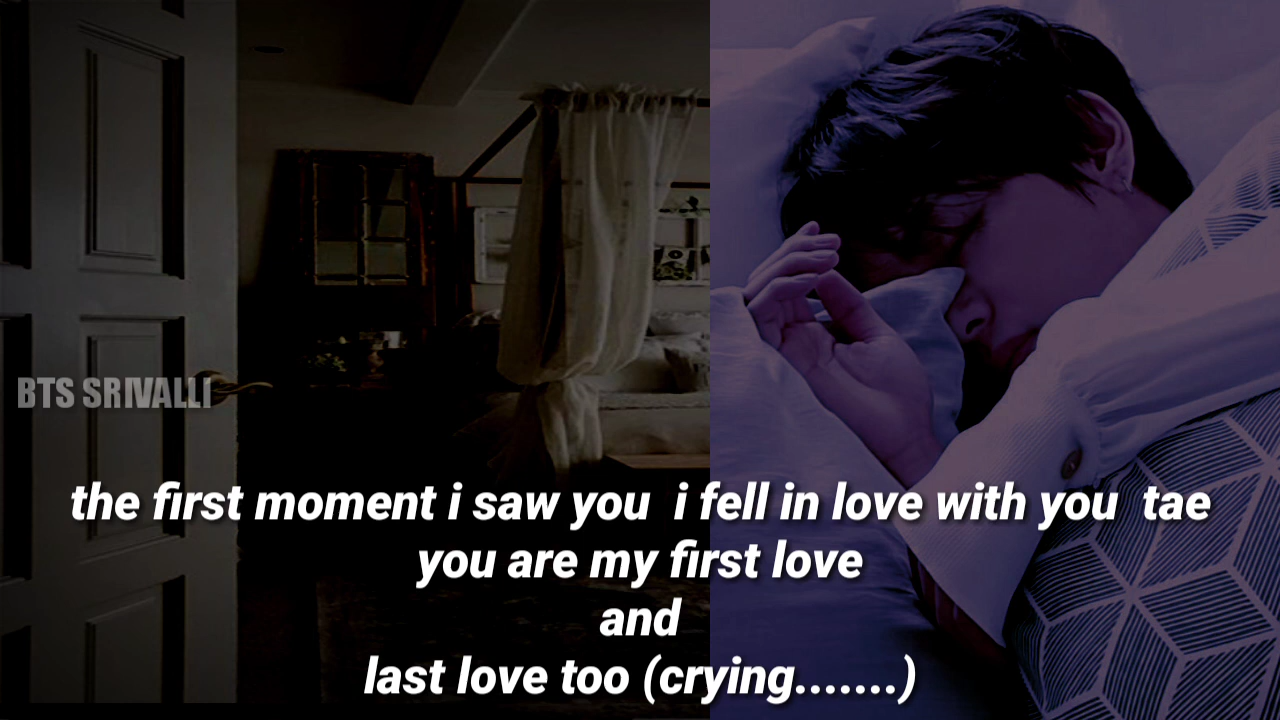 BTS SRIVALLI
the first moment i saw you  i fell in love with you  tae
you are my first love
and
last love too (crying.......)